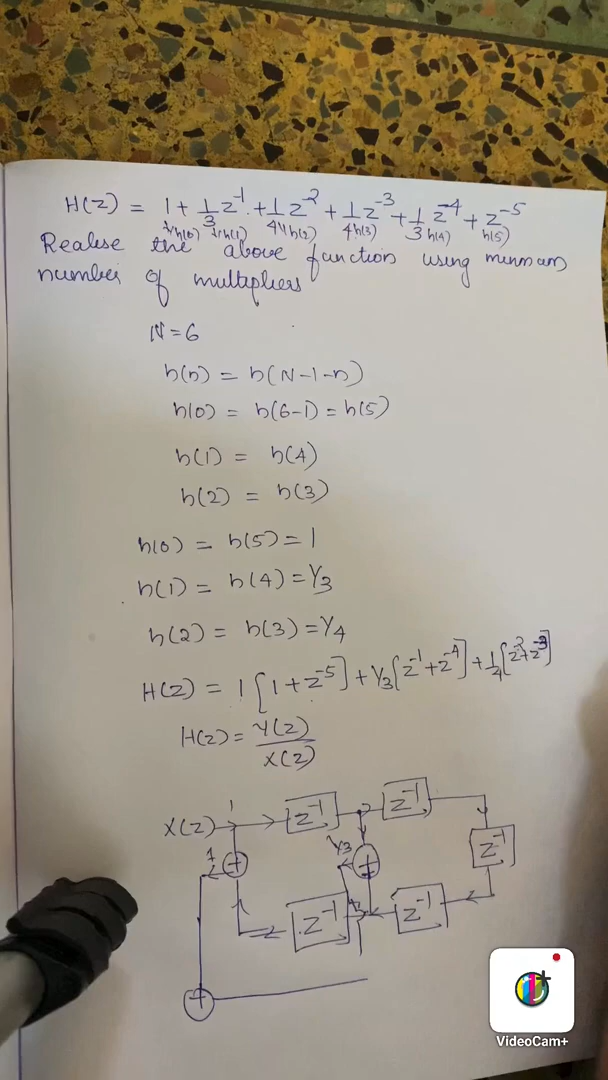 H(z) = 1 + 1/3 z^-1 + 1/4 z^-2 + 1/4 z^-3 + 1/3 z^-4 + z^-5
h(0) h(1) h(2) h(3) h(4) h(5)
Realise the above function using minmum
number of multipliers
N = 6
h(n) = h(N-1-n)
h(0) = h(6-1) = h(5)
h(1) = h(4)
h(2) = h(3)
h(0) = h(5) = 1
h(1) = h(4) = 1/3
h(2) = h(3) = 1/4
H(z) = 1[1+z^-5] + 1/3[z^-1+z^-4] + 1/4[z^-2+z^-3]
H(z) = Y(z)/X(z)
X(z) 1 z^-1 z^-1
1 + 1/3 + z^-1
z^-1 z^-1
+
VideoCam+